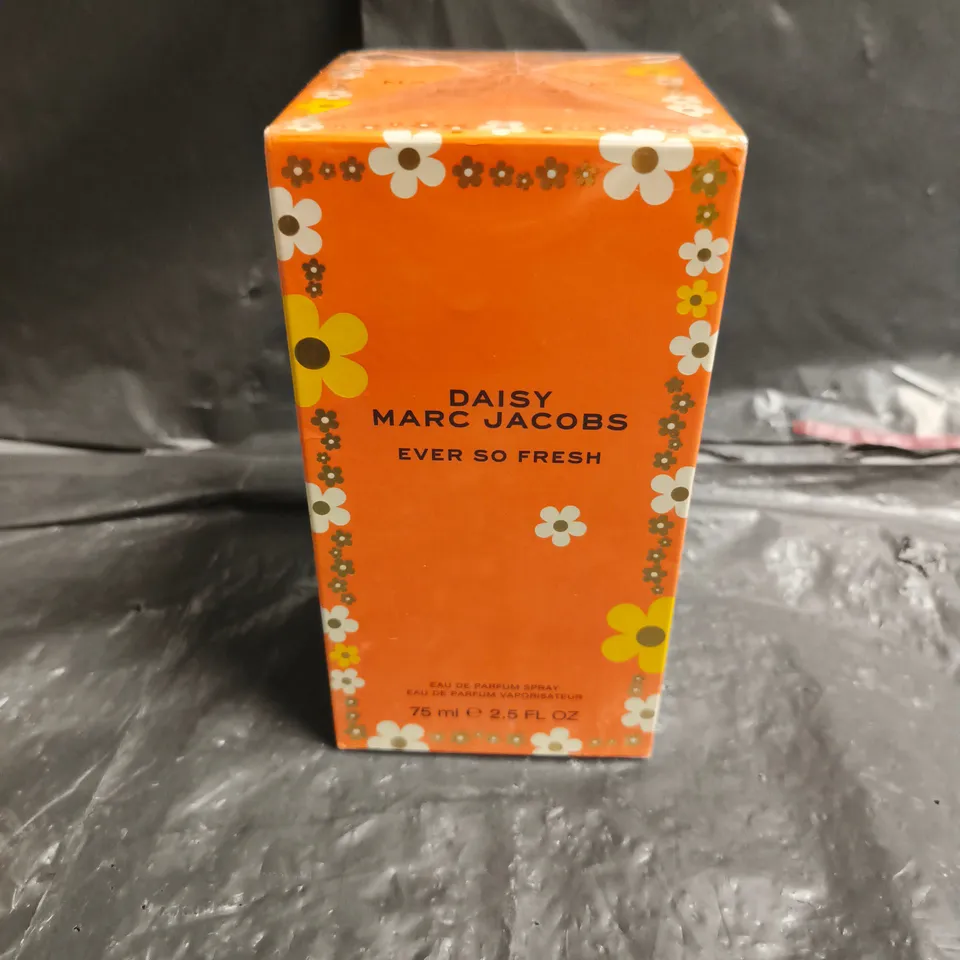 DAISY
MARC JACOBS
EVER SO FRESH
EAU DE PARFUM SPRAY
EAU DE PARFUM VAPORISATEUR
75 ml ℮ 2.5 FL OZ